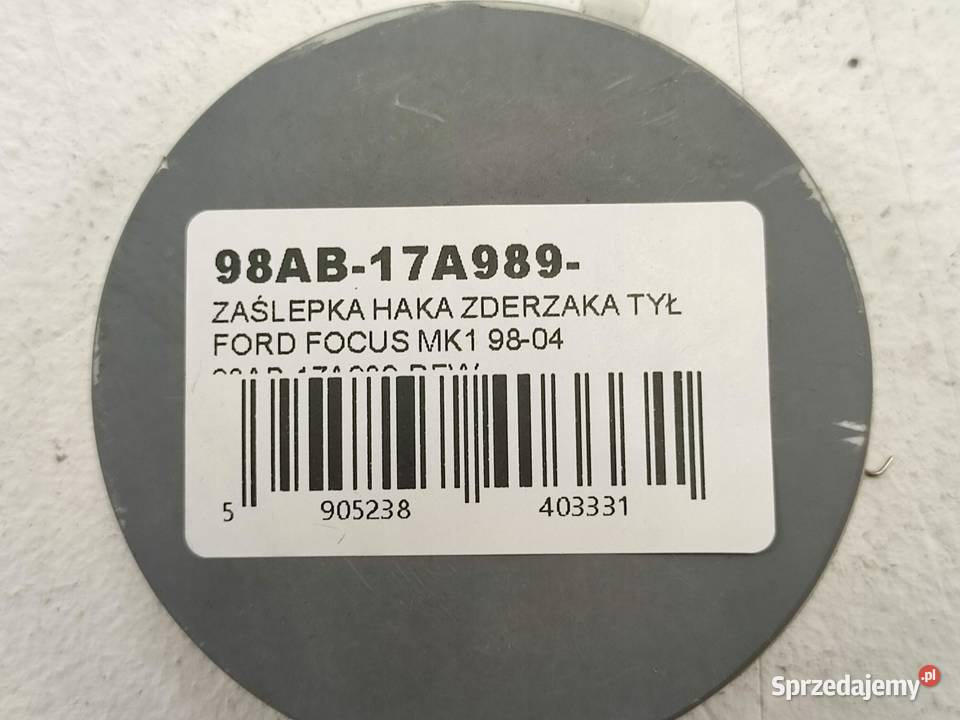 98AB-17A989-
ZAŚLEPKA HAKA ZDERZAKA TYŁ
FORD FOCUS MK1 98-04
5 905238 403331
Sprzedajemy.pl